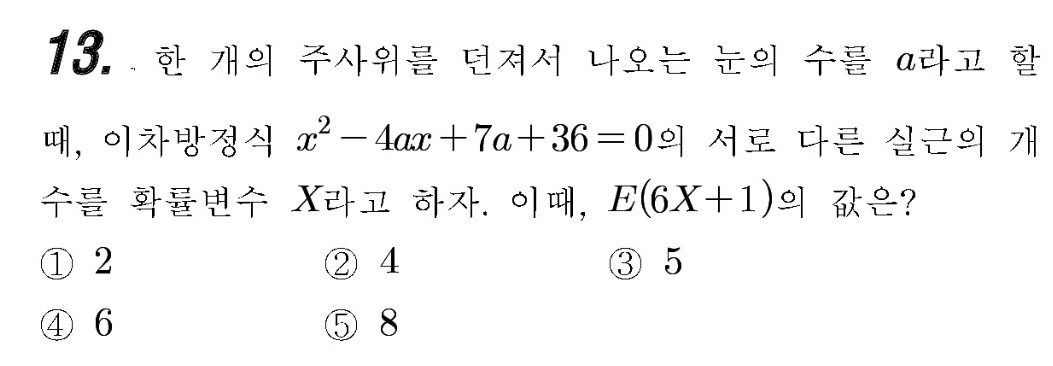 13. . 한 개의 주사위를 던져서 나오는 눈의 수를 a라고 할
때, 이차방정식 x² − 4ax + 7a + 36 = 0의 서로 다른 실근의 개
수를 확률변수 X라고 하자. 이때, E(6X+1)의 값은?
① 2 ② 4 ③ 5
④ 6 ⑤ 8